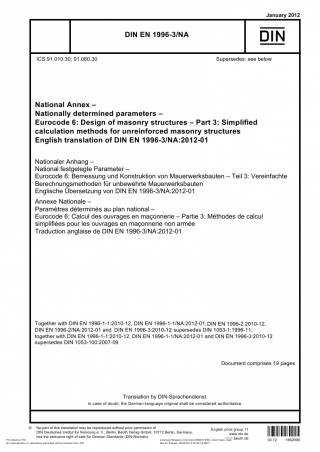 January 2012
DIN EN 1996-3/NA
DIN
ICS 91.010.30; 91.080.30
Supersedes: see below
National Annex –
Nationally determined parameters –
Eurocode 6: Design of masonry structures – Part 3: Simplified
calculation methods for unreinforced masonry structures
English translation of DIN EN 1996-3/NA:2012-01
Nationaler Anhang –
National festgelegte Parameter –
Eurocode 6: Bemessung und Konstruktion von Mauerwerksbauten – Teil 3: Vereinfachte
Berechnungsmethoden für unbewehrte Mauerwerksbauten
Englische Übersetzung von DIN EN 1996-3/NA:2012-01
Annexe Nationale –
Paramètres déterminés au plan national –
Eurocode 6: Calcul des ouvrages en maçonnerie – Partie 3: Méthodes de calcul
simplifiées pour les ouvrages en maçonnerie non armée
Traduction anglaise de DIN EN 1996-3/NA:2012-01
Together with DIN EN 1996-1-1:2010-12, DIN EN 1996-1-1/NA:2012-01, DIN EN 1996-2:2010-12,
DIN EN 1996-2/NA:2012-01 and DIN EN 1996-3:2010-12 supersedes DIN 1053-1:1996-11;
together with DIN EN 1996-1-1:2010-12, DIN EN 1996-1-1/NA:2012-01 and DIN EN 1996-3:2010-12
supersedes DIN 1053-100:2007-09
Document comprises 19 pages
Translation by DIN-Sprachendienst.
In case of doubt, the German-language original shall be considered authoritative.
© No part of this translation may be reproduced without prior permission of
DIN Deutsches Institut für Normung e. V., Berlin. Beuth Verlag GmbH, 10772 Berlin, Germany,
has the exclusive right of sale for German Standards (DIN-Normen).
English price group 11
www.din.de
www.beuth.de
03.12